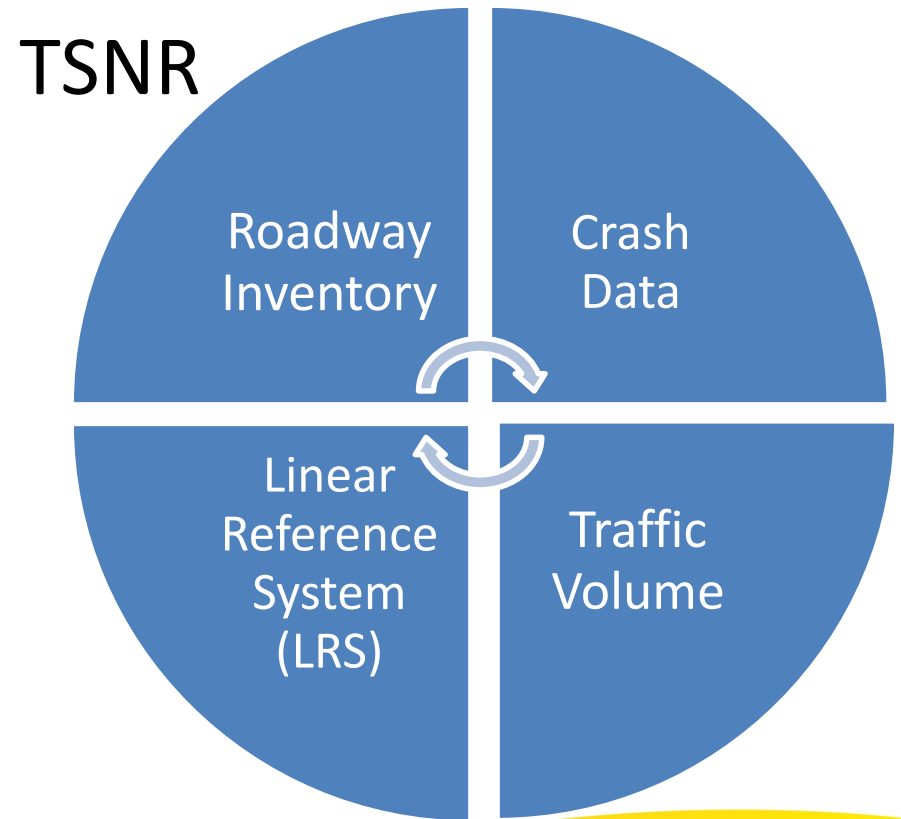 TSNR
Roadway
Inventory
Crash
Data
Linear
Reference
System
(LRS)
Traffic
Volume